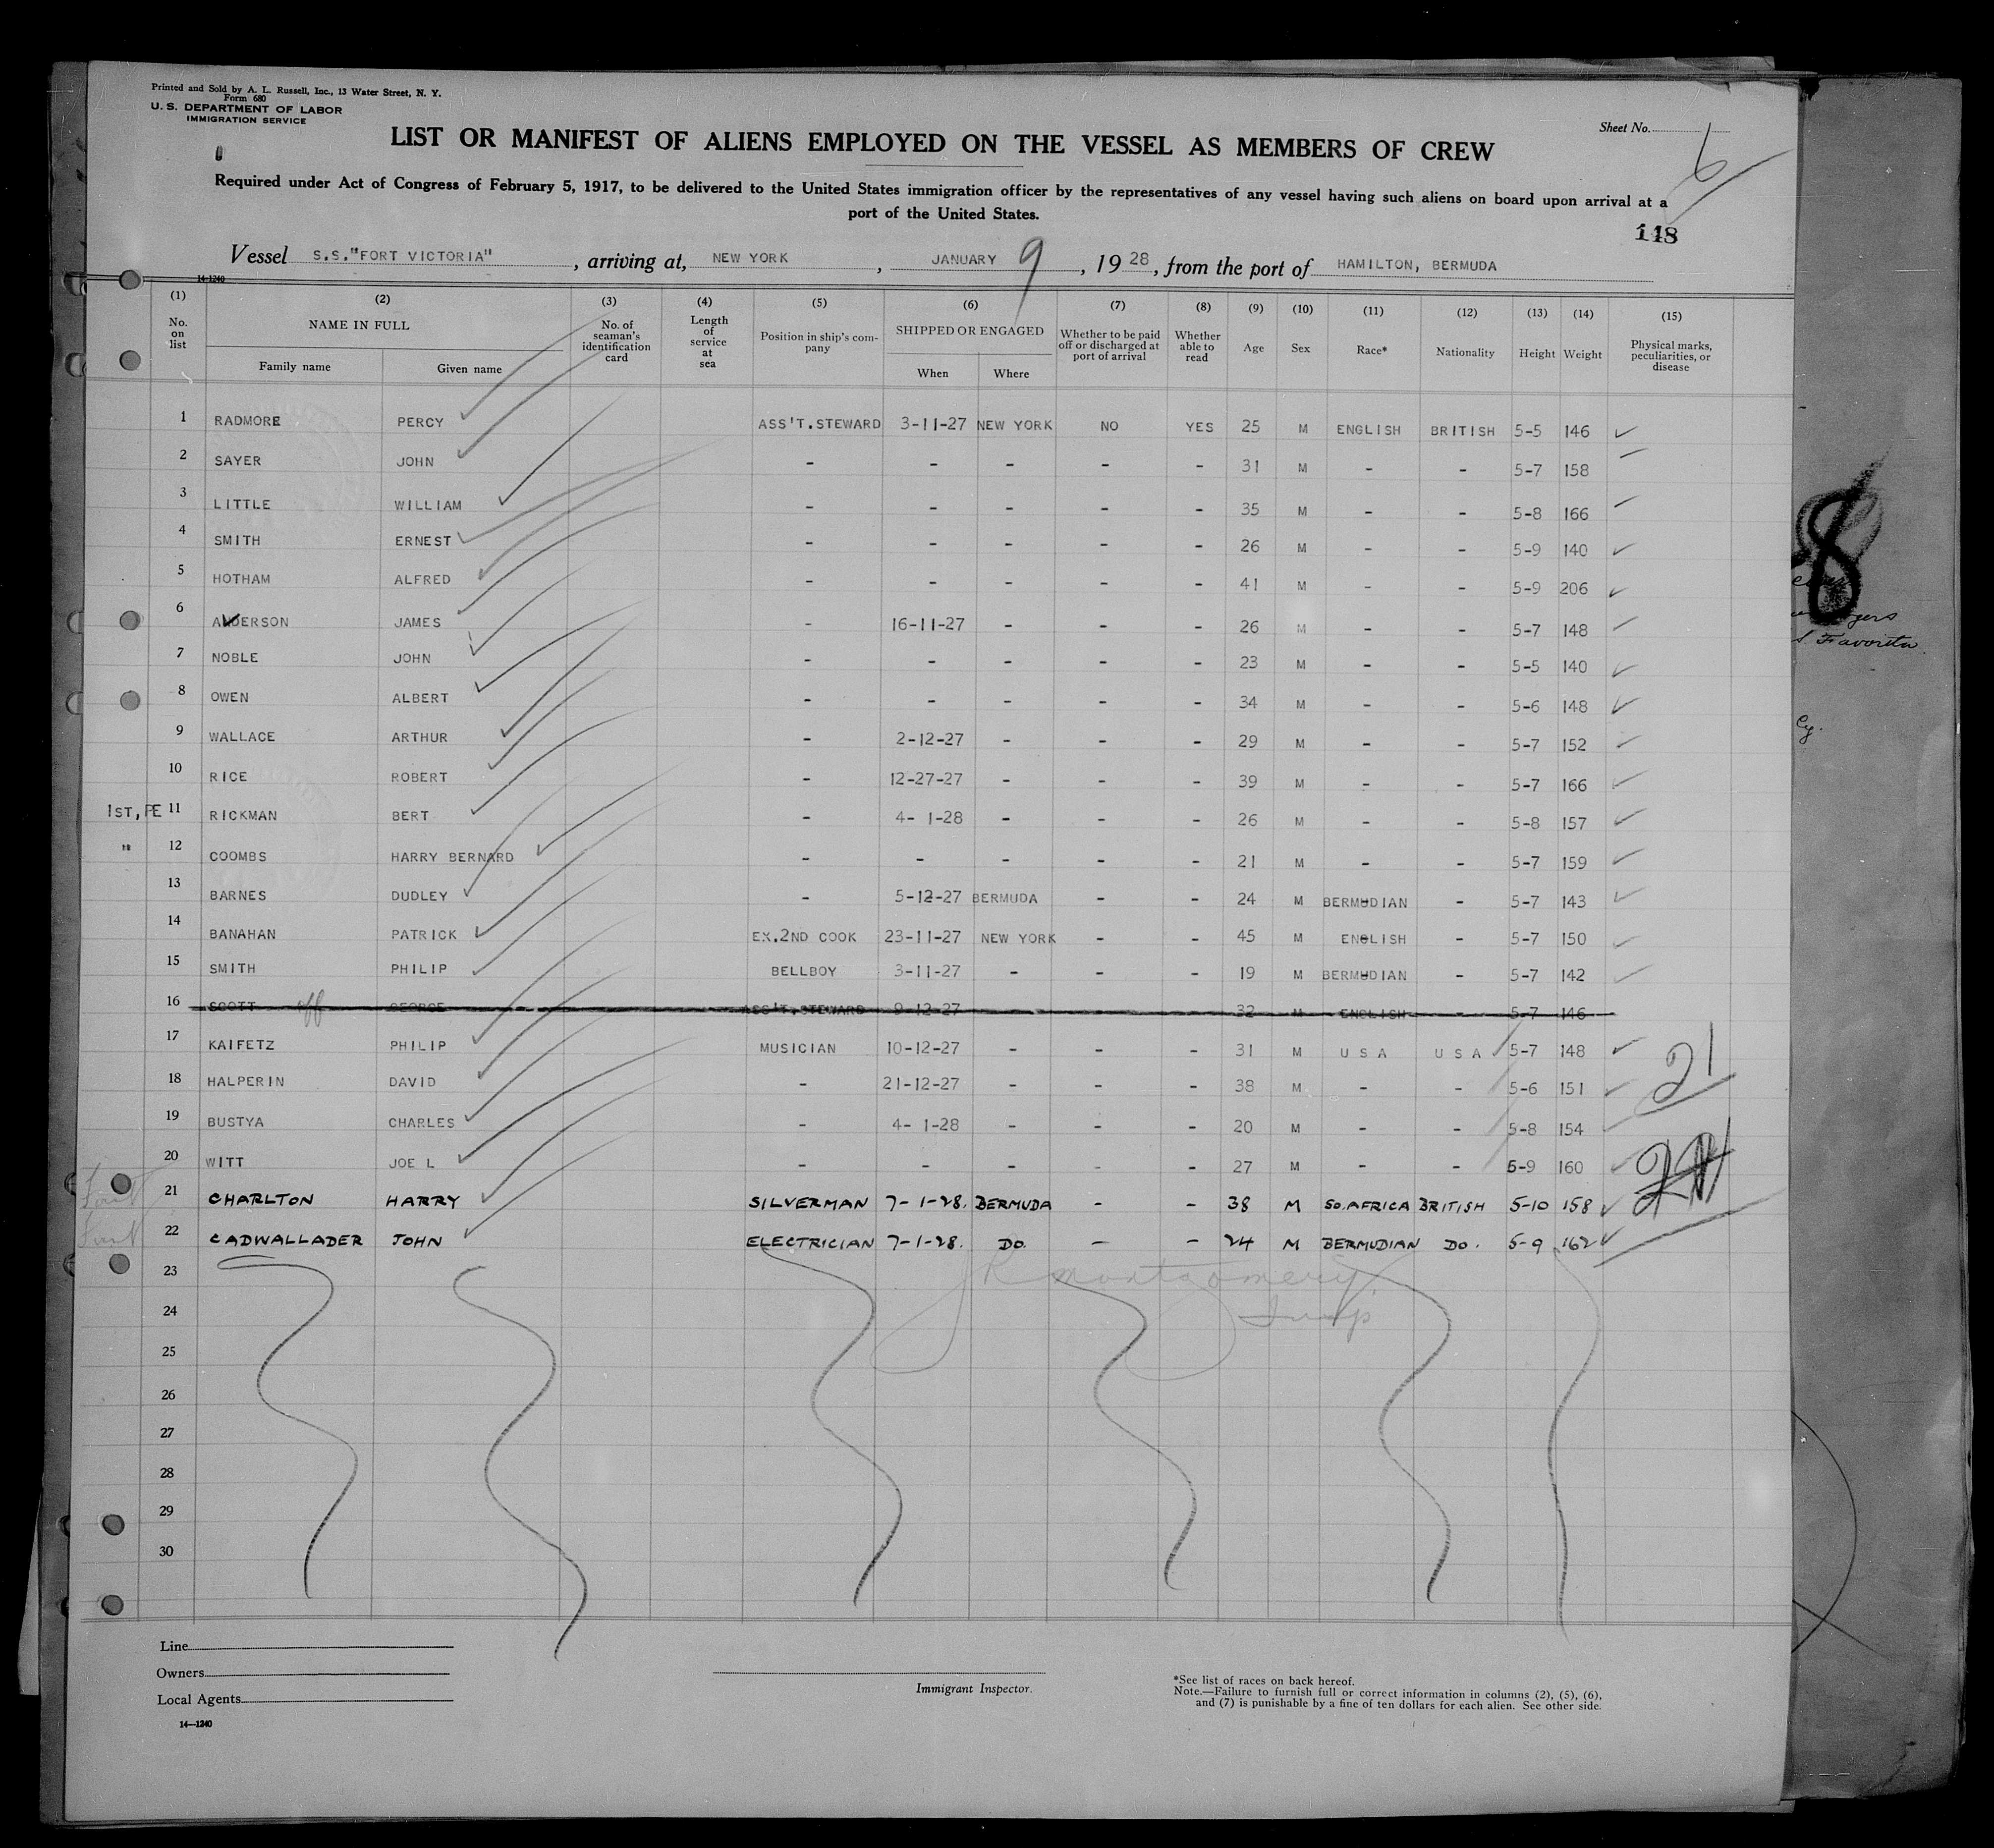 Printed and Sold by A. L. Russell, Inc., 13 Water Street, N. Y.
Form 680
U. S. DEPARTMENT OF LABOR
IMMIGRATION SERVICE
Sheet No. 6
LIST OR MANIFEST OF ALIENS EMPLOYED ON THE VESSEL AS MEMBERS OF CREW
Required under Act of Congress of February 5, 1917, to be delivered to the United States immigration officer by the representatives of any vessel having such aliens on board upon arrival at a
port of the United States.
118
Vessel S.S."FORT VICTORIA", arriving at, NEW YORK, JANUARY 9, 1928, from the port of HAMILTON, BERMUDA
14-1240
(1) (2) (3) (4) (5) (6) (7) (8) (9) (10) (11) (12) (13) (14) (15)
No. on list NAME IN FULL Family name Given name No. of seaman's identification card Length of service at sea Position in ship's company SHIPPED OR ENGAGED When Where Whether to be paid off or discharged at port of arrival Whether able to read Age Sex Race* Nationality Height Weight Physical marks, peculiarities, or disease
1 RADMORE PERCY ASS'T.STEWARD 3-11-27 NEW YORK NO YES 25 M ENGLISH BRITISH 5-5 146
2 SAYER JOHN - - - - - 31 M - - 5-7 158
3 LITTLE WILLIAM - - - - - 35 M - - 5-8 166
4 SMITH ERNEST - - - - - 26 M - - 5-9 140
5 HOTHAM ALFRED - - - - - 41 M - - 5-9 206
6 ANDERSON JAMES - 16-11-27 - - - 26 M - - 5-7 148
7 NOBLE JOHN - - - - - 23 M - - 5-5 140
8 OWEN ALBERT - - - - - 34 M - - 5-6 148
9 WALLACE ARTHUR - 2-12-27 - - - 29 M - - 5-7 152
10 RICE ROBERT - 12-27-27 - - - 39 M - - 5-7 166
1ST,PE 11 RICKMAN BERT - 4- 1-28 - - - 26 M - - 5-8 157
" 12 COOMBS HARRY BERNARD - - - - - 21 M - - 5-7 159
13 BARNES DUDLEY - 5-12-27 BERMUDA - - 24 M BERMUDIAN - 5-7 143
14 BANAHAN PATRICK EX.2ND COOK 23-11-27 NEW YORK - - 45 M ENGLISH - 5-7 150
15 SMITH PHILIP BELLBOY 3-11-27 - - - 19 M BERMUDIAN - 5-7 142
16 SCOTT off GEORGE ASS'T.STEWARD 9-12-27 - - - 32 M ENGLISH - 5-7 146
17 KAIFETZ PHILIP MUSICIAN 10-12-27 - - - 31 M U S A U S A 5-7 148
21
18 HALPERIN DAVID - 21-12-27 - - - 38 M - - 5-6 151
19 BUSTYA CHARLES - 4- 1-28 - - - 20 M - - 5-8 154
20 WITT JOE L - - - - - 27 M - - 5-9 160
21 CHARLTON HARRY SILVERMAN 7-1-28. BERMUDA - - 38 M SO.AFRICA BRITISH 5-10 158
22 CADWALLADER JOHN ELECTRICIAN 7-1-28. DO. - - 24 M BERMUDIAN DO. 5-9 162
23
JR Montgomery
24
Insp
25
26
27
28
29
30
Line
Owners
Local Agents
14—1240
Immigrant Inspector.
*See list of races on back hereof.
Note.—Failure to furnish full or correct information in columns (2), (5), (6),
and (7) is punishable by a fine of ten dollars for each alien. See other side.
8
Favorita